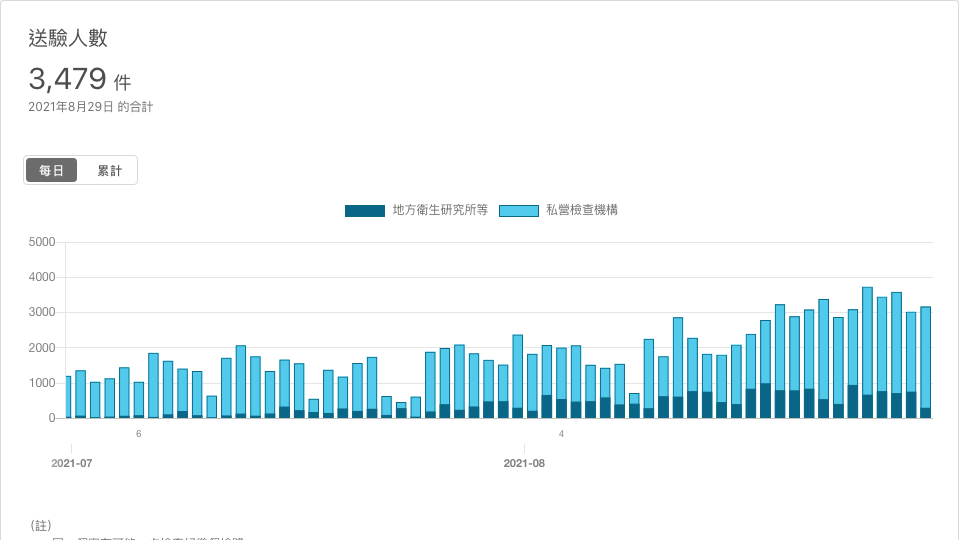 送驗人數
3,479 件
2021年8月29日 的合計
每日 累計
地方衛生研究所等 私營檢查機構
5000
4000
3000
2000
1000
0
6 4
2021-07 2021-08
(註)